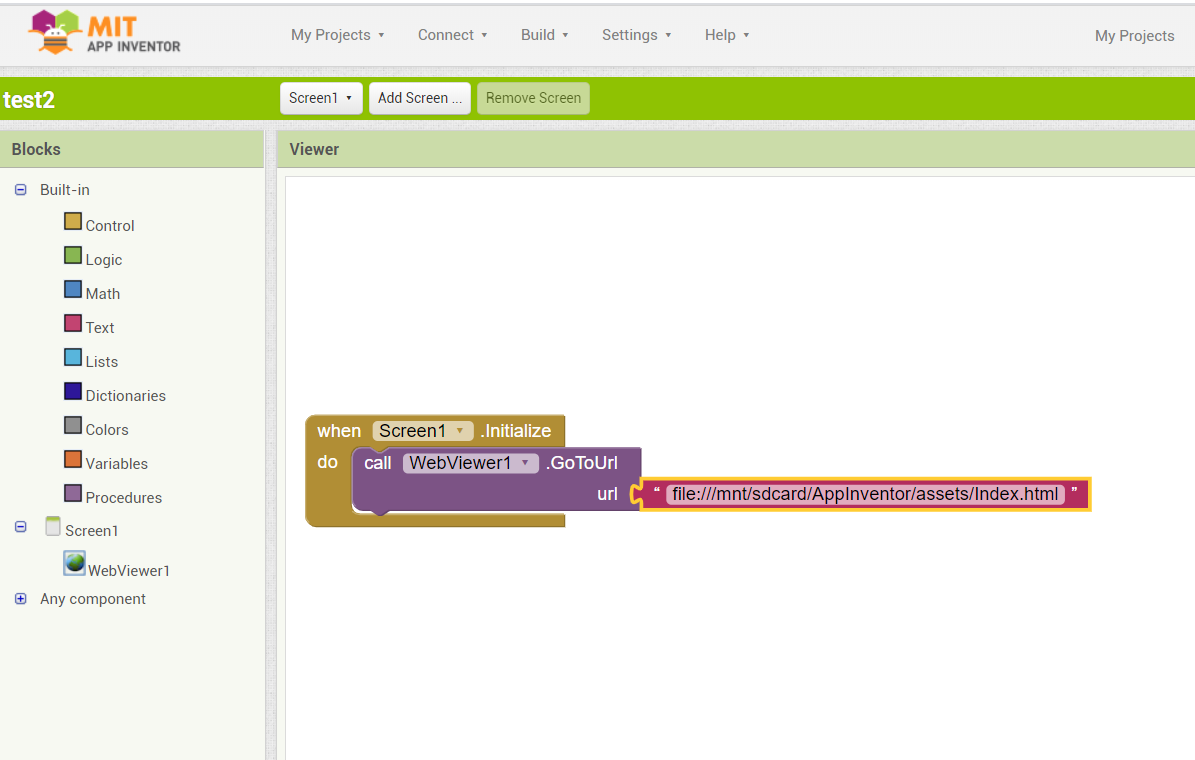 MIT
APP INVENTOR
My Projects Connect Build Settings Help My Projects
test2 Screen1 Add Screen ... Remove Screen
Blocks
Viewer
Built-in
Control
Logic
Math
Text
Lists
Dictionaries
Colors
Variables
Procedures
Screen1
WebViewer1
Any component
when Screen1 .Initialize
do call WebViewer1 .GoToUrl
url “ file:///mnt/sdcard/AppInventor/assets/Index.html ”